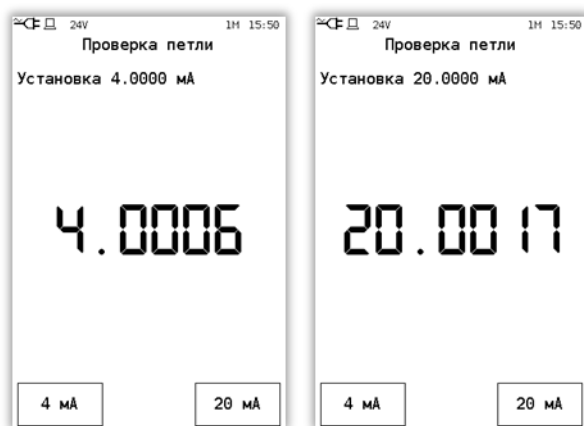 24V 1M 15:50
Проверка петли
Установка 4.0000 мА
4.0006
4 мА 20 мА
24V 1M 15:50
Проверка петли
Установка 20.0000 мА
20.0017
4 мА 20 мА